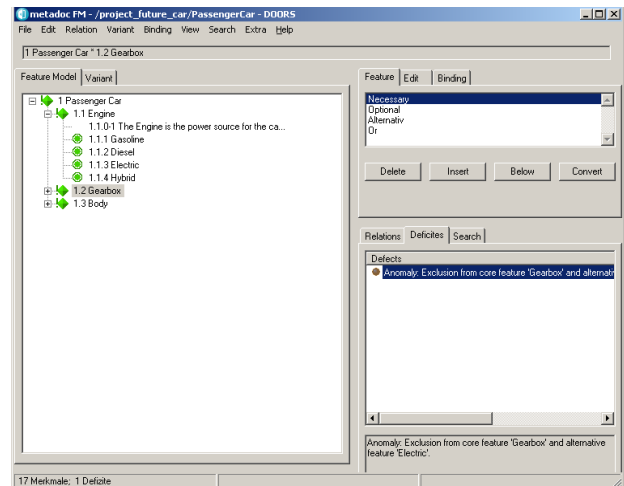 metadoc FM - /project_future_car/PassengerCar - DOORS
File Edit Relation Variant Binding View Search Extra Help
1 Passenger Car " 1.2 Gearbox
Feature Model Variant
1 Passenger Car
1.1 Engine
1.1.0-1 The Engine is the power source for the ca...
1.1.1 Gasoline
1.1.2 Diesel
1.1.3 Electric
1.1.4 Hybrid
1.2 Gearbox
1.3 Body
Feature Edit Binding
Necessary
Optional
Alternativ
Or
Delete Insert Below Convert
Relations Deficites Search
Defects
Anomaly: Exclusion from core feature 'Gearbox' and alternativ
Anomaly: Exclusion from core feature 'Gearbox' and alternative
feature 'Electric'.
17 Merkmale; 1 Defizite